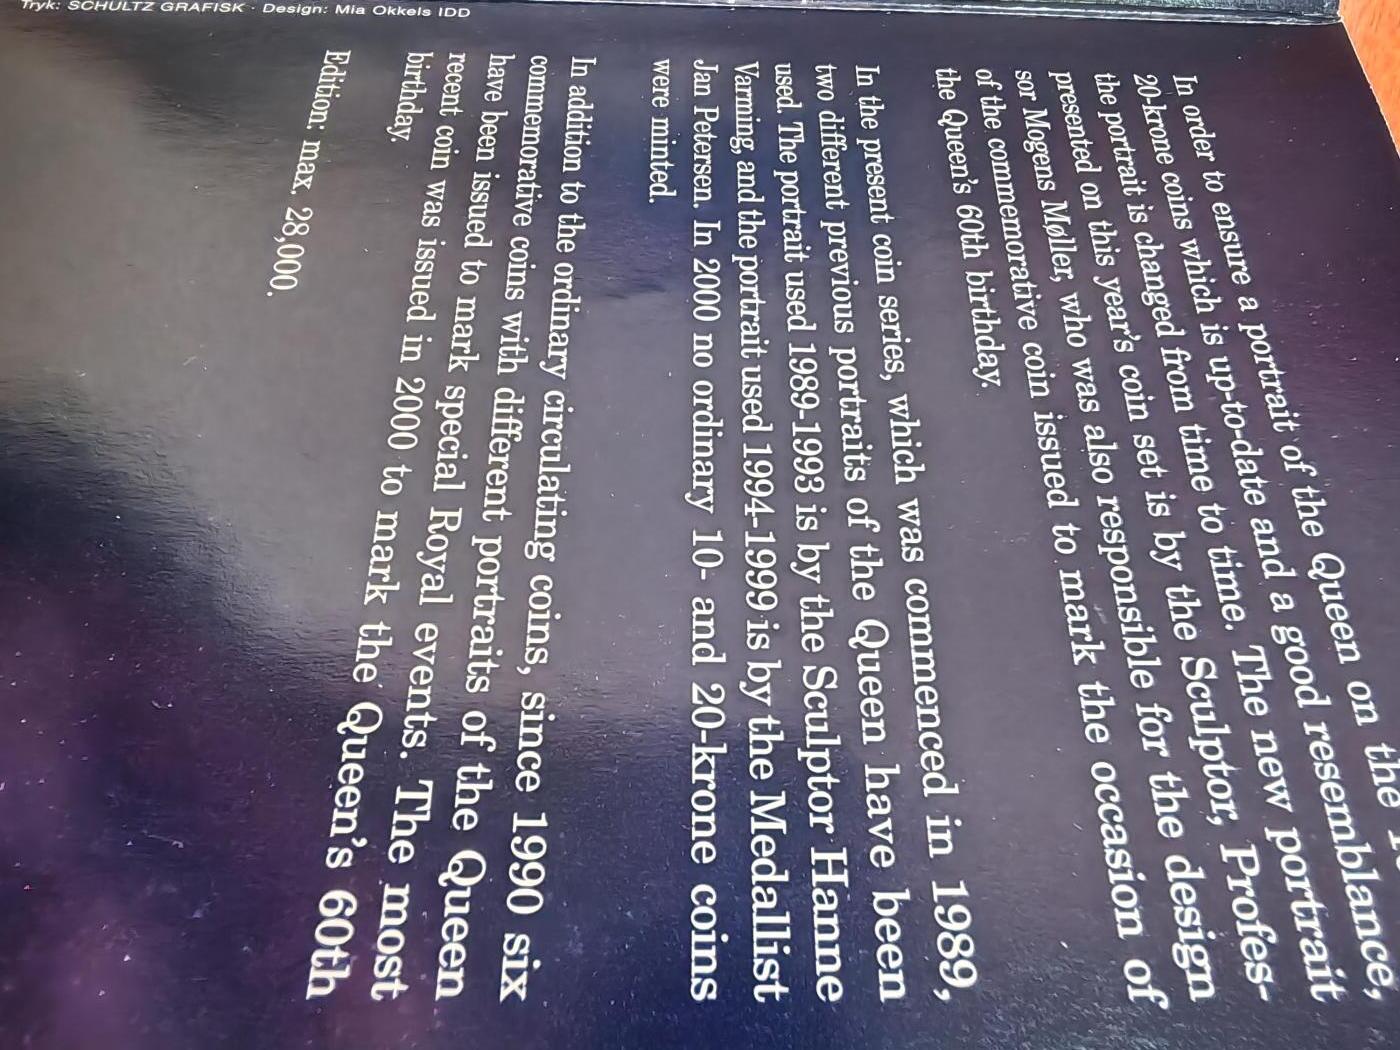 In order to ensure a portrait of the Queen on the
20-krone coins which is up-to-date and a good resemblance,
the portrait is changed from time to time. The new portrait
presented on this year's coin set is by the Sculptor, Profes-
sor Mogens Møller, who was also responsible for the design
of the commemorative coin issued to mark the occasion of
the Queen's 60th birthday.
In the present coin series, which was commenced in 1989,
two different previous portraits of the Queen have been
used. The portrait used 1989-1993 is by the Sculptor Hanne
Varming, and the portrait used 1994-1999 is by the Medallist
Jan Petersen. In 2000 no ordinary 10- and 20-krone coins
were minted.
In addition to the ordinary circulating coins, since 1990 six
commemorative coins with different portraits of the Queen
have been issued to mark special Royal events. The most
recent coin was issued in 2000 to mark the Queen's 60th
birthday.
Edition: max. 28,000.
Tryk: SCHULTZ GRAFISK · Design: Mia Okkels IDD